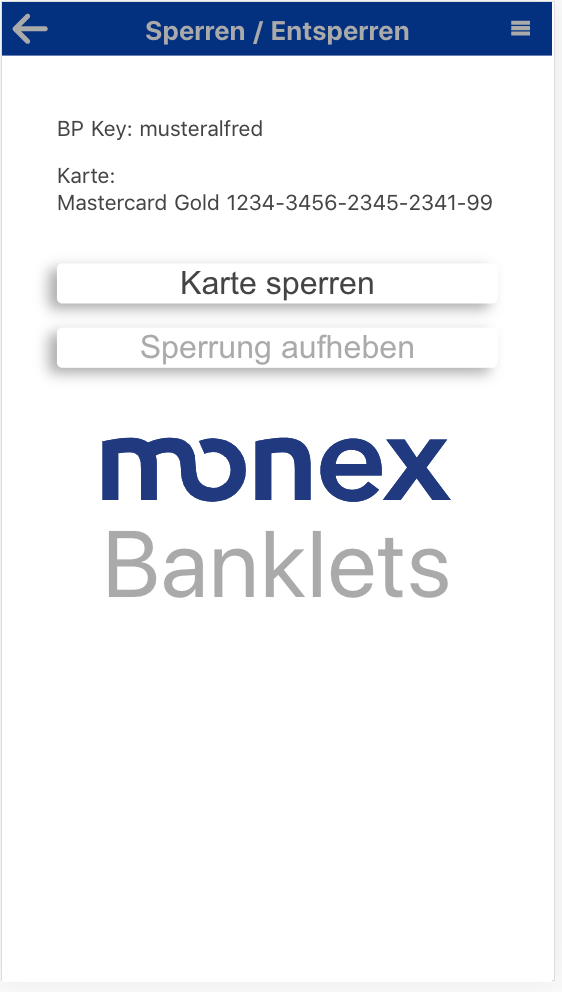 Sperren / Entsperren
BP Key: musteralfred
Karte:
Mastercard Gold 1234-3456-2345-2341-99
Karte sperren
Sperrung aufheben
monex
Banklets